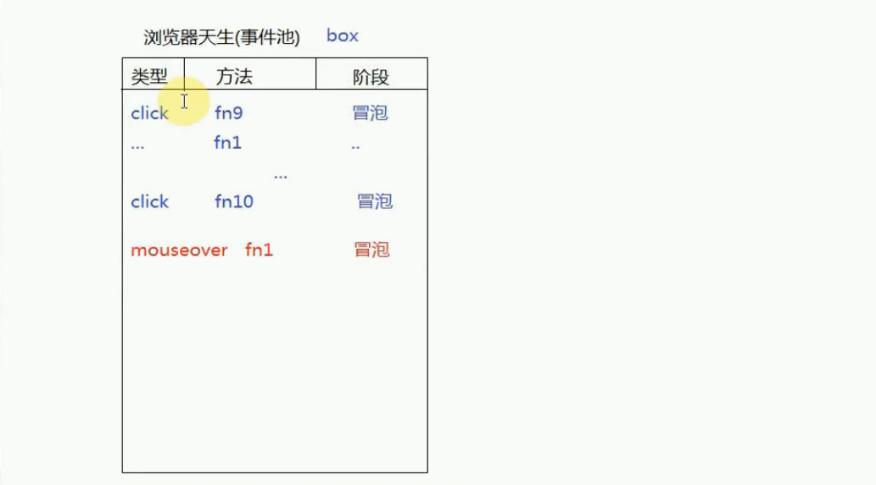 浏览器天生(事件池) box
类型 方法 阶段
click fn9 冒泡
... fn1 ..
...
click fn10 冒泡
mouseover fn1 冒泡